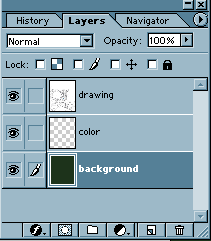 History Layers Navigator
Normal Opacity: 100%
Lock:
drawing
color
background